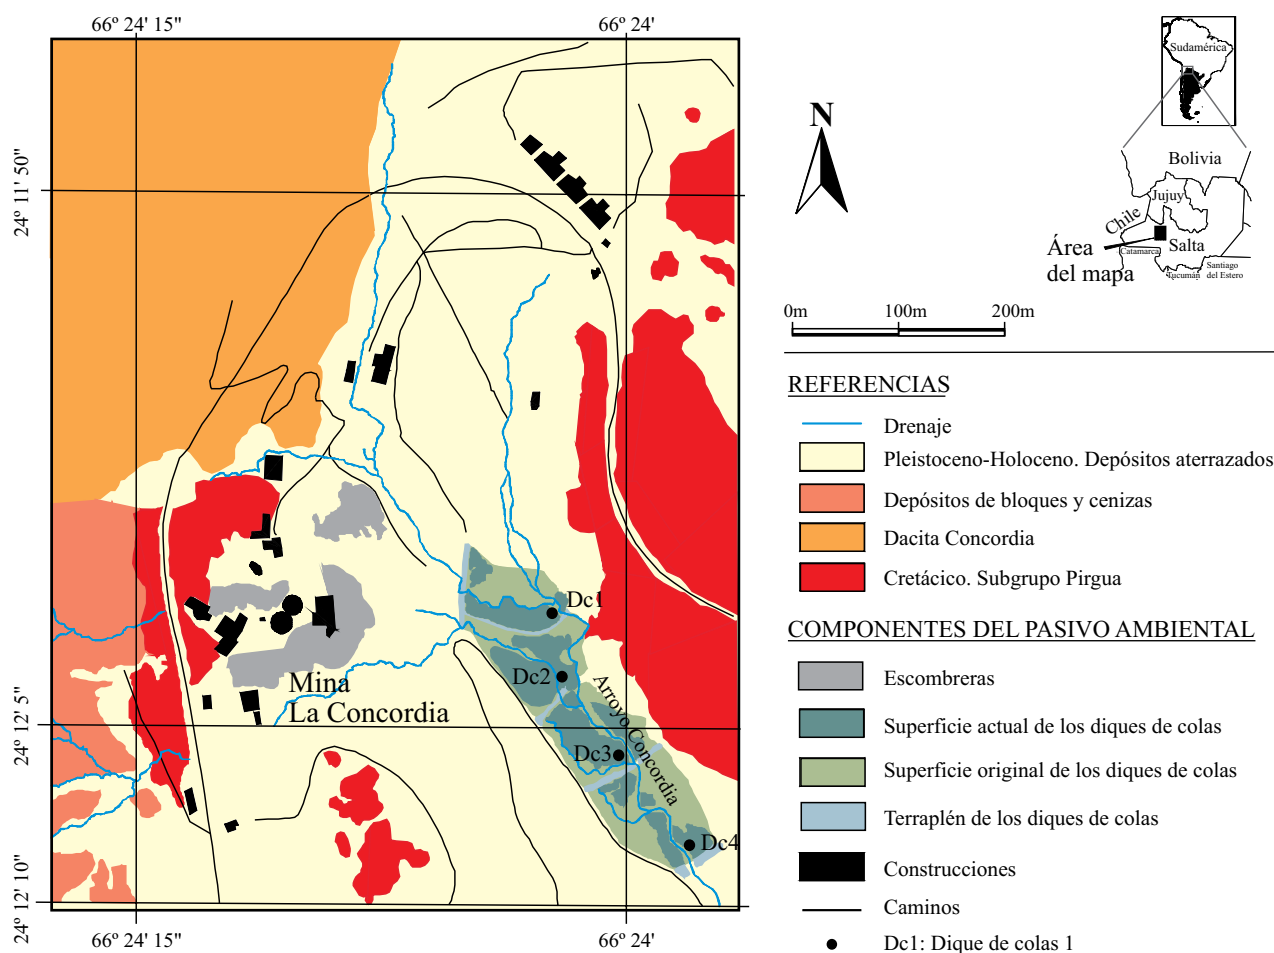 66º 24' 15"
66º 24'
24º 11' 50"
24º 12' 5"
24º 12' 10"
66º 24' 15"
66º 24'
Dc1
Dc2
Dc3
Dc4
Arroyo Concordia
Mina
La Concordia
N
Sudamérica
Bolivia
Jujuy
Chile
Salta
Catamarca
Tucumán
Santiago
del Estero
Área
del mapa
0m
100m
200m
REFERENCIAS
Drenaje
Pleistoceno-Holoceno. Depósitos aterrazados
Depósitos de bloques y cenizas
Dacita Concordia
Cretácico. Subgrupo Pirgua
COMPONENTES DEL PASIVO AMBIENTAL
Escombreras
Superficie actual de los diques de colas
Superficie original de los diques de colas
Terraplén de los diques de colas
Construcciones
Caminos
Dc1: Dique de colas 1